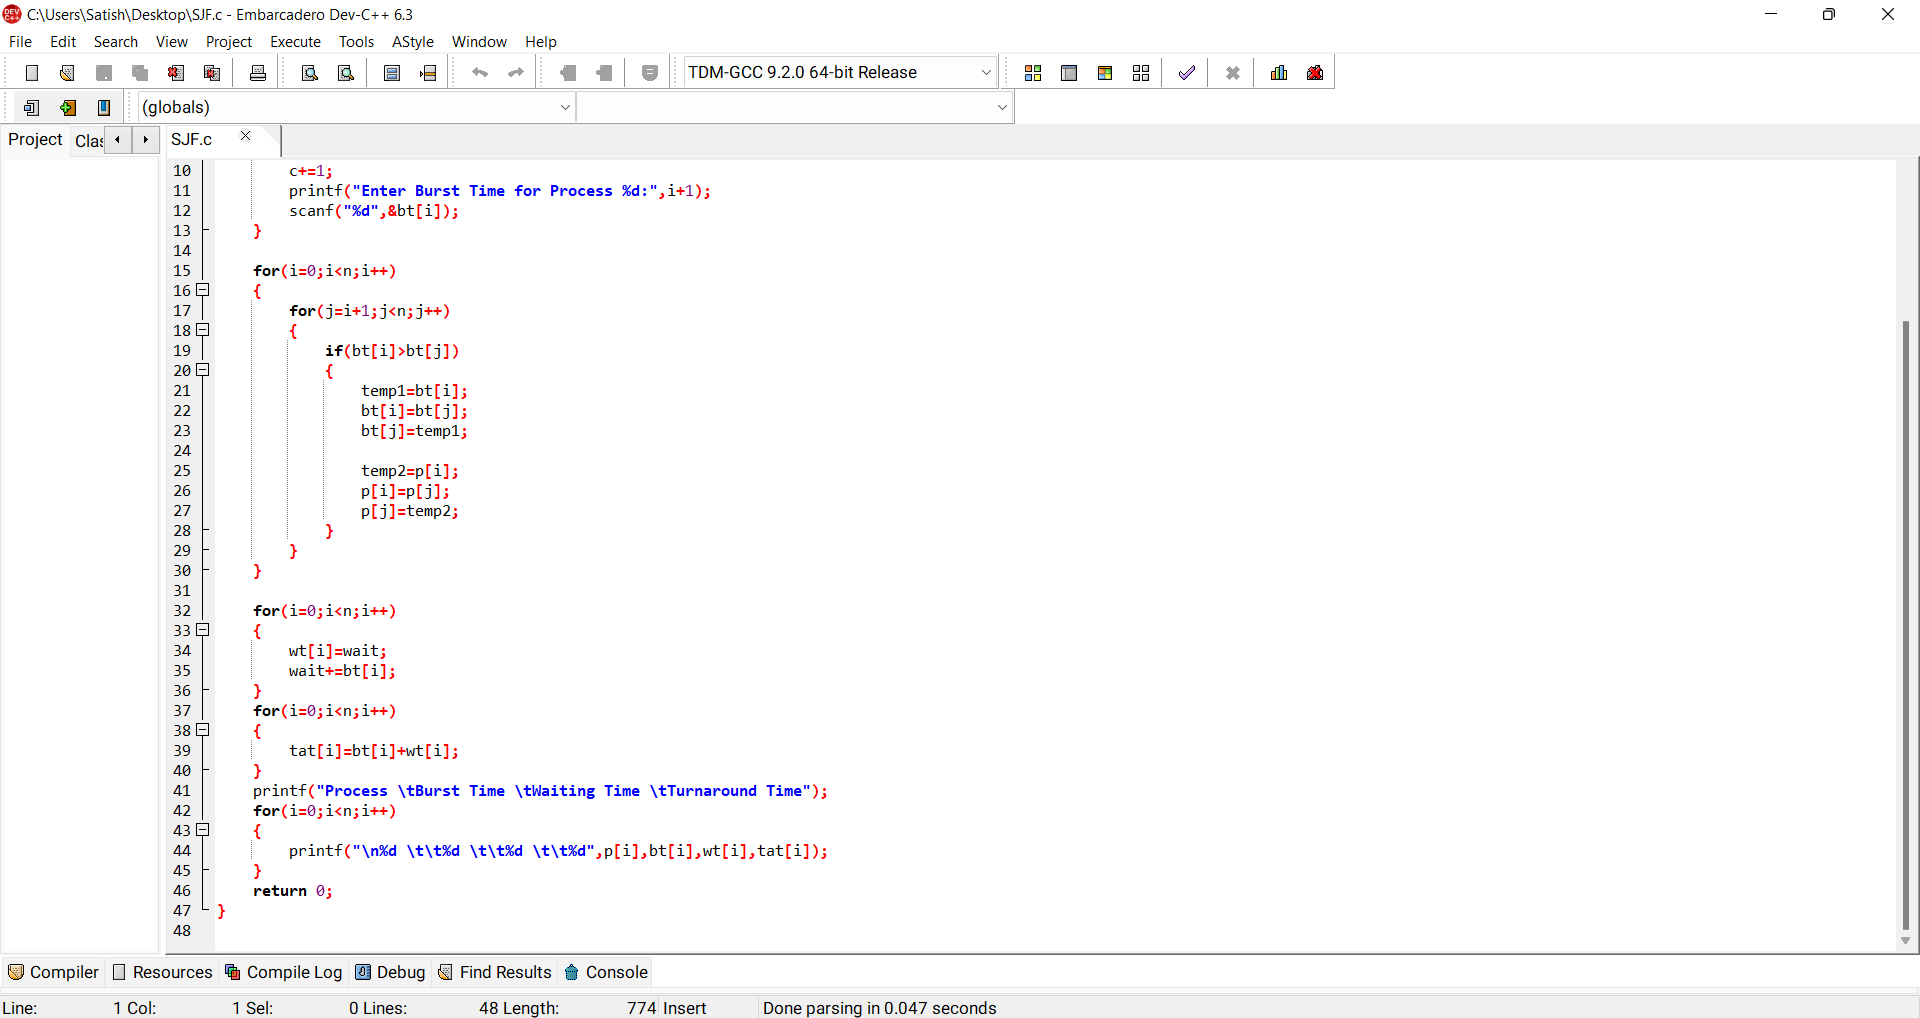 C:\Users\Satish\Desktop\SJF.c - Embarcadero Dev-C++ 6.3
File Edit Search View Project Execute Tools AStyle Window Help
TDM-GCC 9.2.0 64-bit Release
(globals)
Project Clas SJF.c
10 c+=1;
11 printf("Enter Burst Time for Process %d:",i+1);
12 scanf("%d",&bt[i]);
13 }
14
15 for(i=0;i<n;i++)
16 {
17 for(j=i+1;j<n;j++)
18 {
19 if(bt[i]>bt[j])
20 {
21 temp1=bt[i];
22 bt[i]=bt[j];
23 bt[j]=temp1;
24
25 temp2=p[i];
26 p[i]=p[j];
27 p[j]=temp2;
28 }
29 }
30 }
31
32 for(i=0;i<n;i++)
33 {
34 wt[i]=wait;
35 wait+=bt[i];
36 }
37 for(i=0;i<n;i++)
38 {
39 tat[i]=bt[i]+wt[i];
40 }
41 printf("Process \tBurst Time \tWaiting Time \tTurnaround Time");
42 for(i=0;i<n;i++)
43 {
44 printf("\n%d \t\t%d \t\t%d \t\t%d",p[i],bt[i],wt[i],tat[i]);
45 }
46 return 0;
47 }
48
Compiler Resources Compile Log Debug Find Results Console
Line: 1 Col: 1 Sel: 0 Lines: 48 Length: 774 Insert Done parsing in 0.047 seconds